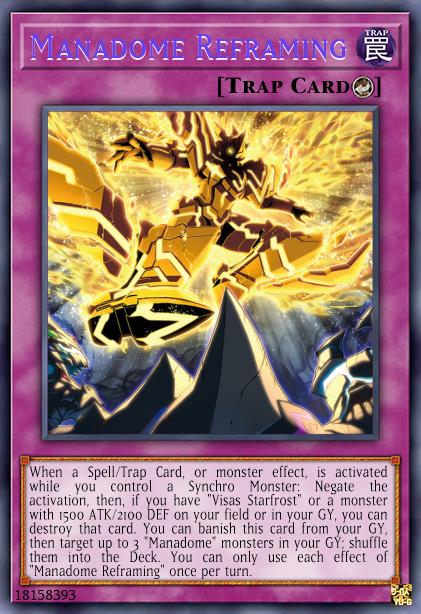 Manadome Reframing
TRAP
罠
[Trap Card]
When a Spell/Trap Card, or monster effect, is activated
while you control a Synchro Monster: Negate the
activation, then, if you have "Visas Starfrost" or a monster
with 1500 ATK/2100 DEF on your field or in your GY, you can
destroy that card. You can banish this card from your GY,
then target up to 3 "Manadome" monsters in your GY; shuffle
them into the Deck. You can only use each effect of
"Manadome Reframing" once per turn.
18158393